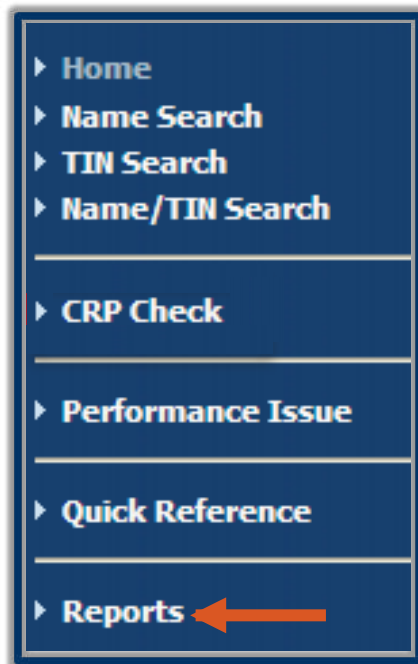 Home
Name Search
TIN Search
Name/TIN Search
CRP Check
Performance Issue
Quick Reference
Reports